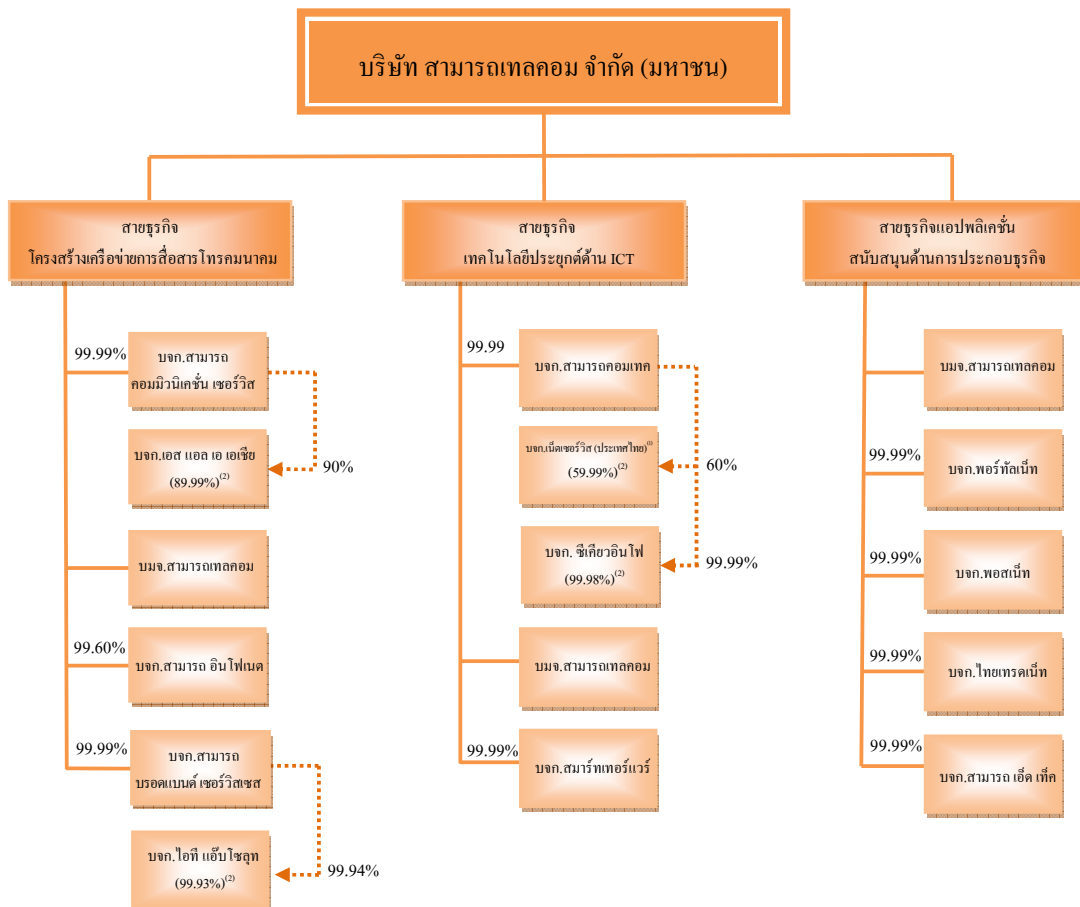 บริษัท สามารถเทลคอม จำกัด (มหาชน)
สายธุรกิจ
โครงสร้างเครือข่ายการสื่อสารโทรคมนาคม
99.99%
บจก.สามารถ
คอมมิวนิเคชั่น เซอร์วิส
บจก.เอส แอล เอ เอเชีย
(89.99%)(2)
90%
บมจ.สามารถเทลคอม
99.60%
บจก.สามารถ อินโฟเนต
99.99%
บจก.สามารถ
บรอดแบนด์ เซอร์วิสเซส
บจก.ไอที แอ๊บโซลุท
(99.93%)(2)
99.94%
สายธุรกิจ
เทคโนโลยีประยุกต์ด้าน ICT
99.99
บจก.สามารถคอมเทค
บจก.เน็ตเซอร์วิส (ประเทศไทย)(1)
(59.99%)(2)
60%
บจก. ซีเคียวอินโฟ
(99.98%)(2)
99.99%
บมจ.สามารถเทลคอม
99.99%
บจก.สมาร์ทเทอร์แวร์
สายธุรกิจแอปพลิเคชั่น
สนับสนุนด้านการประกอบธุรกิจ
บมจ.สามารถเทลคอม
99.99%
บจก.พอร์ทัลเน็ท
99.99%
บจก.พอสเน็ท
99.99%
บจก.ไทยเทรดเน็ท
99.99%
บจก.สามารถ เอ็ด เท็ค